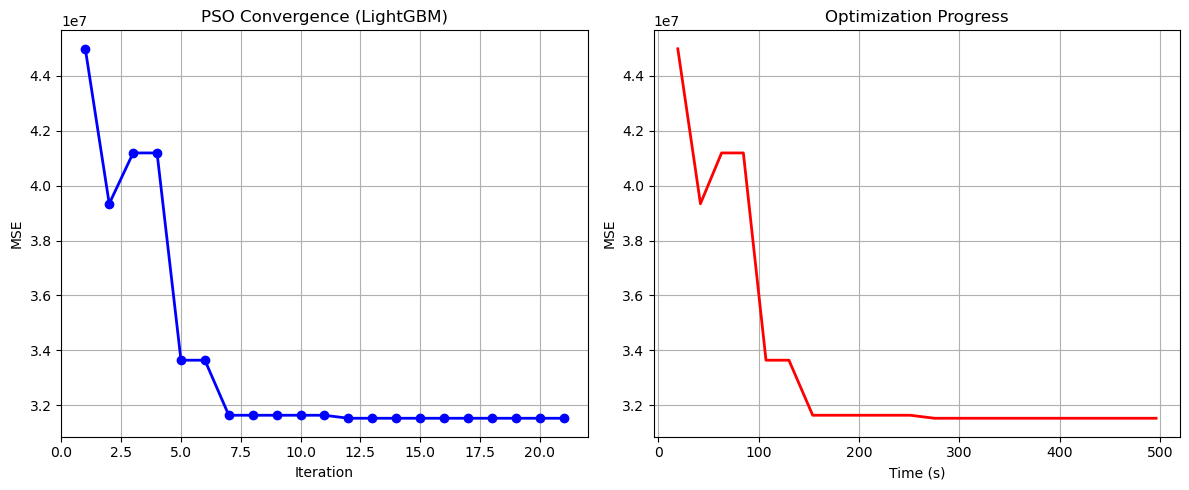 PSO Convergence (LightGBM)
1e7
4.4
4.2
4.0
3.8
3.6
3.4
3.2
MSE
0.0 2.5 5.0 7.5 10.0 12.5 15.0 17.5 20.0
Iteration
Optimization Progress
1e7
4.4
4.2
4.0
3.8
3.6
3.4
3.2
MSE
0 100 200 300 400 500
Time (s)